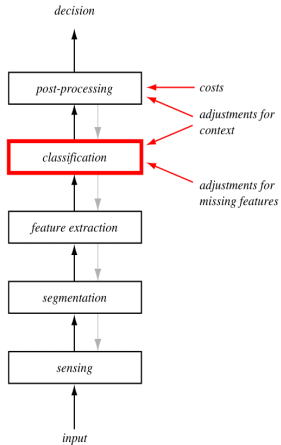 decision
post-processing
costs
adjustments for
context
classification
adjustments for
missing features
feature extraction
segmentation
sensing
input